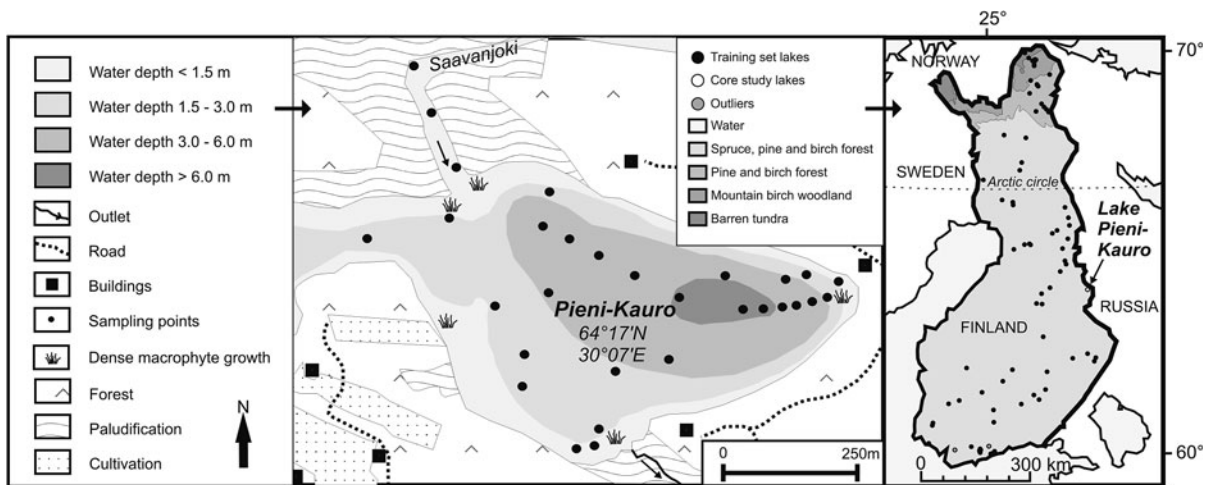 Water depth < 1.5 m
Water depth 1.5 - 3.0 m
Water depth 3.0 - 6.0 m
Water depth > 6.0 m
Outlet
Road
Buildings
Sampling points
Dense macrophyte growth
Forest
Paludification
Cultivation
N
Saavanjoki
Pieni-Kauro
64°17'N
30°07'E
0
250m
Training set lakes
Core study lakes
Outliers
Water
Spruce, pine and birch forest
Pine and birch forest
Mountain birch woodland
Barren tundra
25°
70°
NORWAY
SWEDEN
Arctic circle
Lake
Pieni-
Kauro
RUSSIA
FINLAND
0
300 km
60°